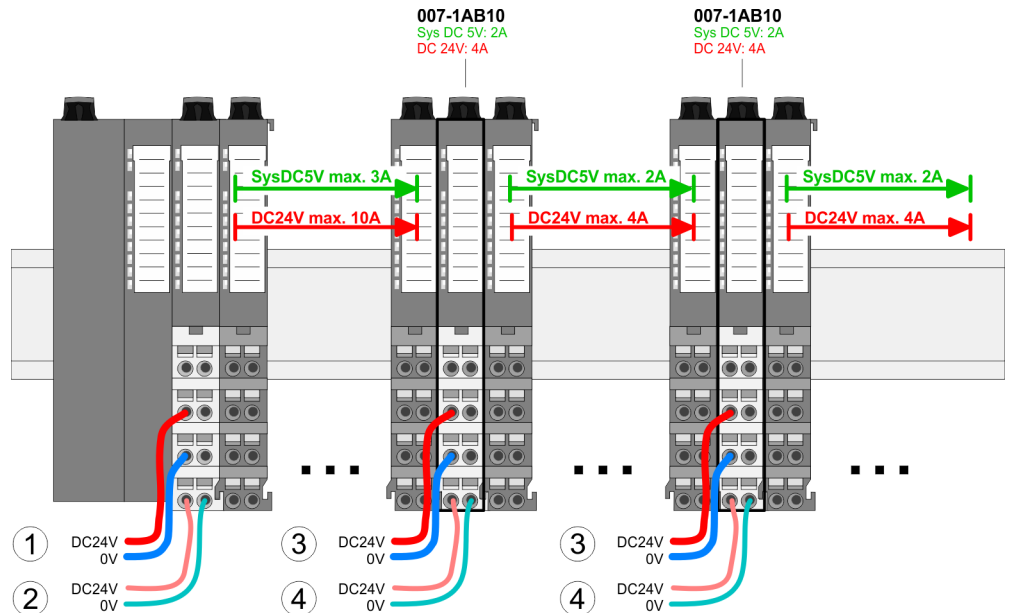 007-1AB10
Sys DC 5V: 2A
DC 24V: 4A
007-1AB10
Sys DC 5V: 2A
DC 24V: 4A
SysDC5V max. 3A
SysDC5V max. 2A
SysDC5V max. 2A
DC24V max. 10A
DC24V max. 4A
DC24V max. 4A
1
DC24V
0V
3
DC24V
0V
3
DC24V
0V
2
DC24V
0V
4
DC24V
0V
4
DC24V
0V